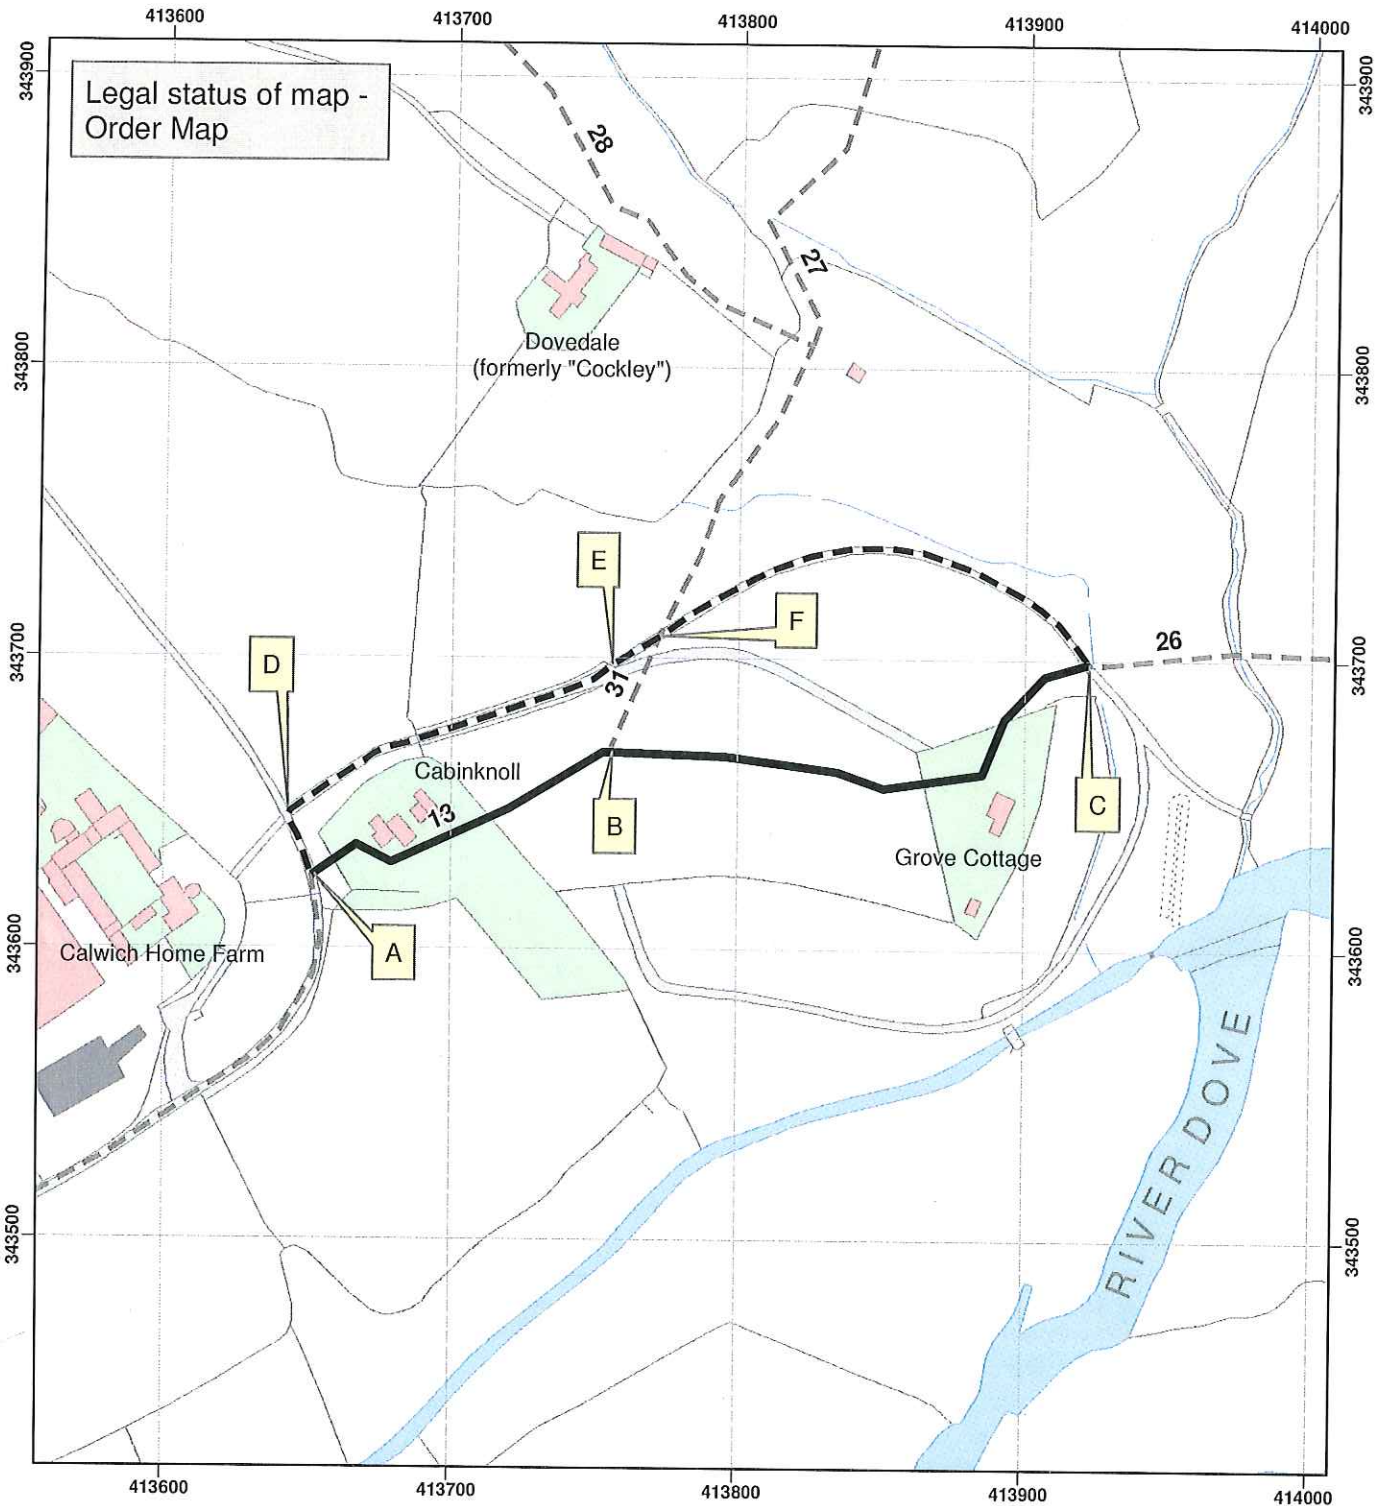 413600
413700
413800
413900
414000
343900
343900
Legal status of map -
Order Map
28
27
Dovedale
(formerly "Cockley")
343800
343800
E
F
D
26
343700
343700
31
Cabinknoll
13
B
C
Grove Cottage
A
Calwich Home Farm
343600
343600
RIVER DOVE
343500
343500
413600
413700
413800
413900
414000